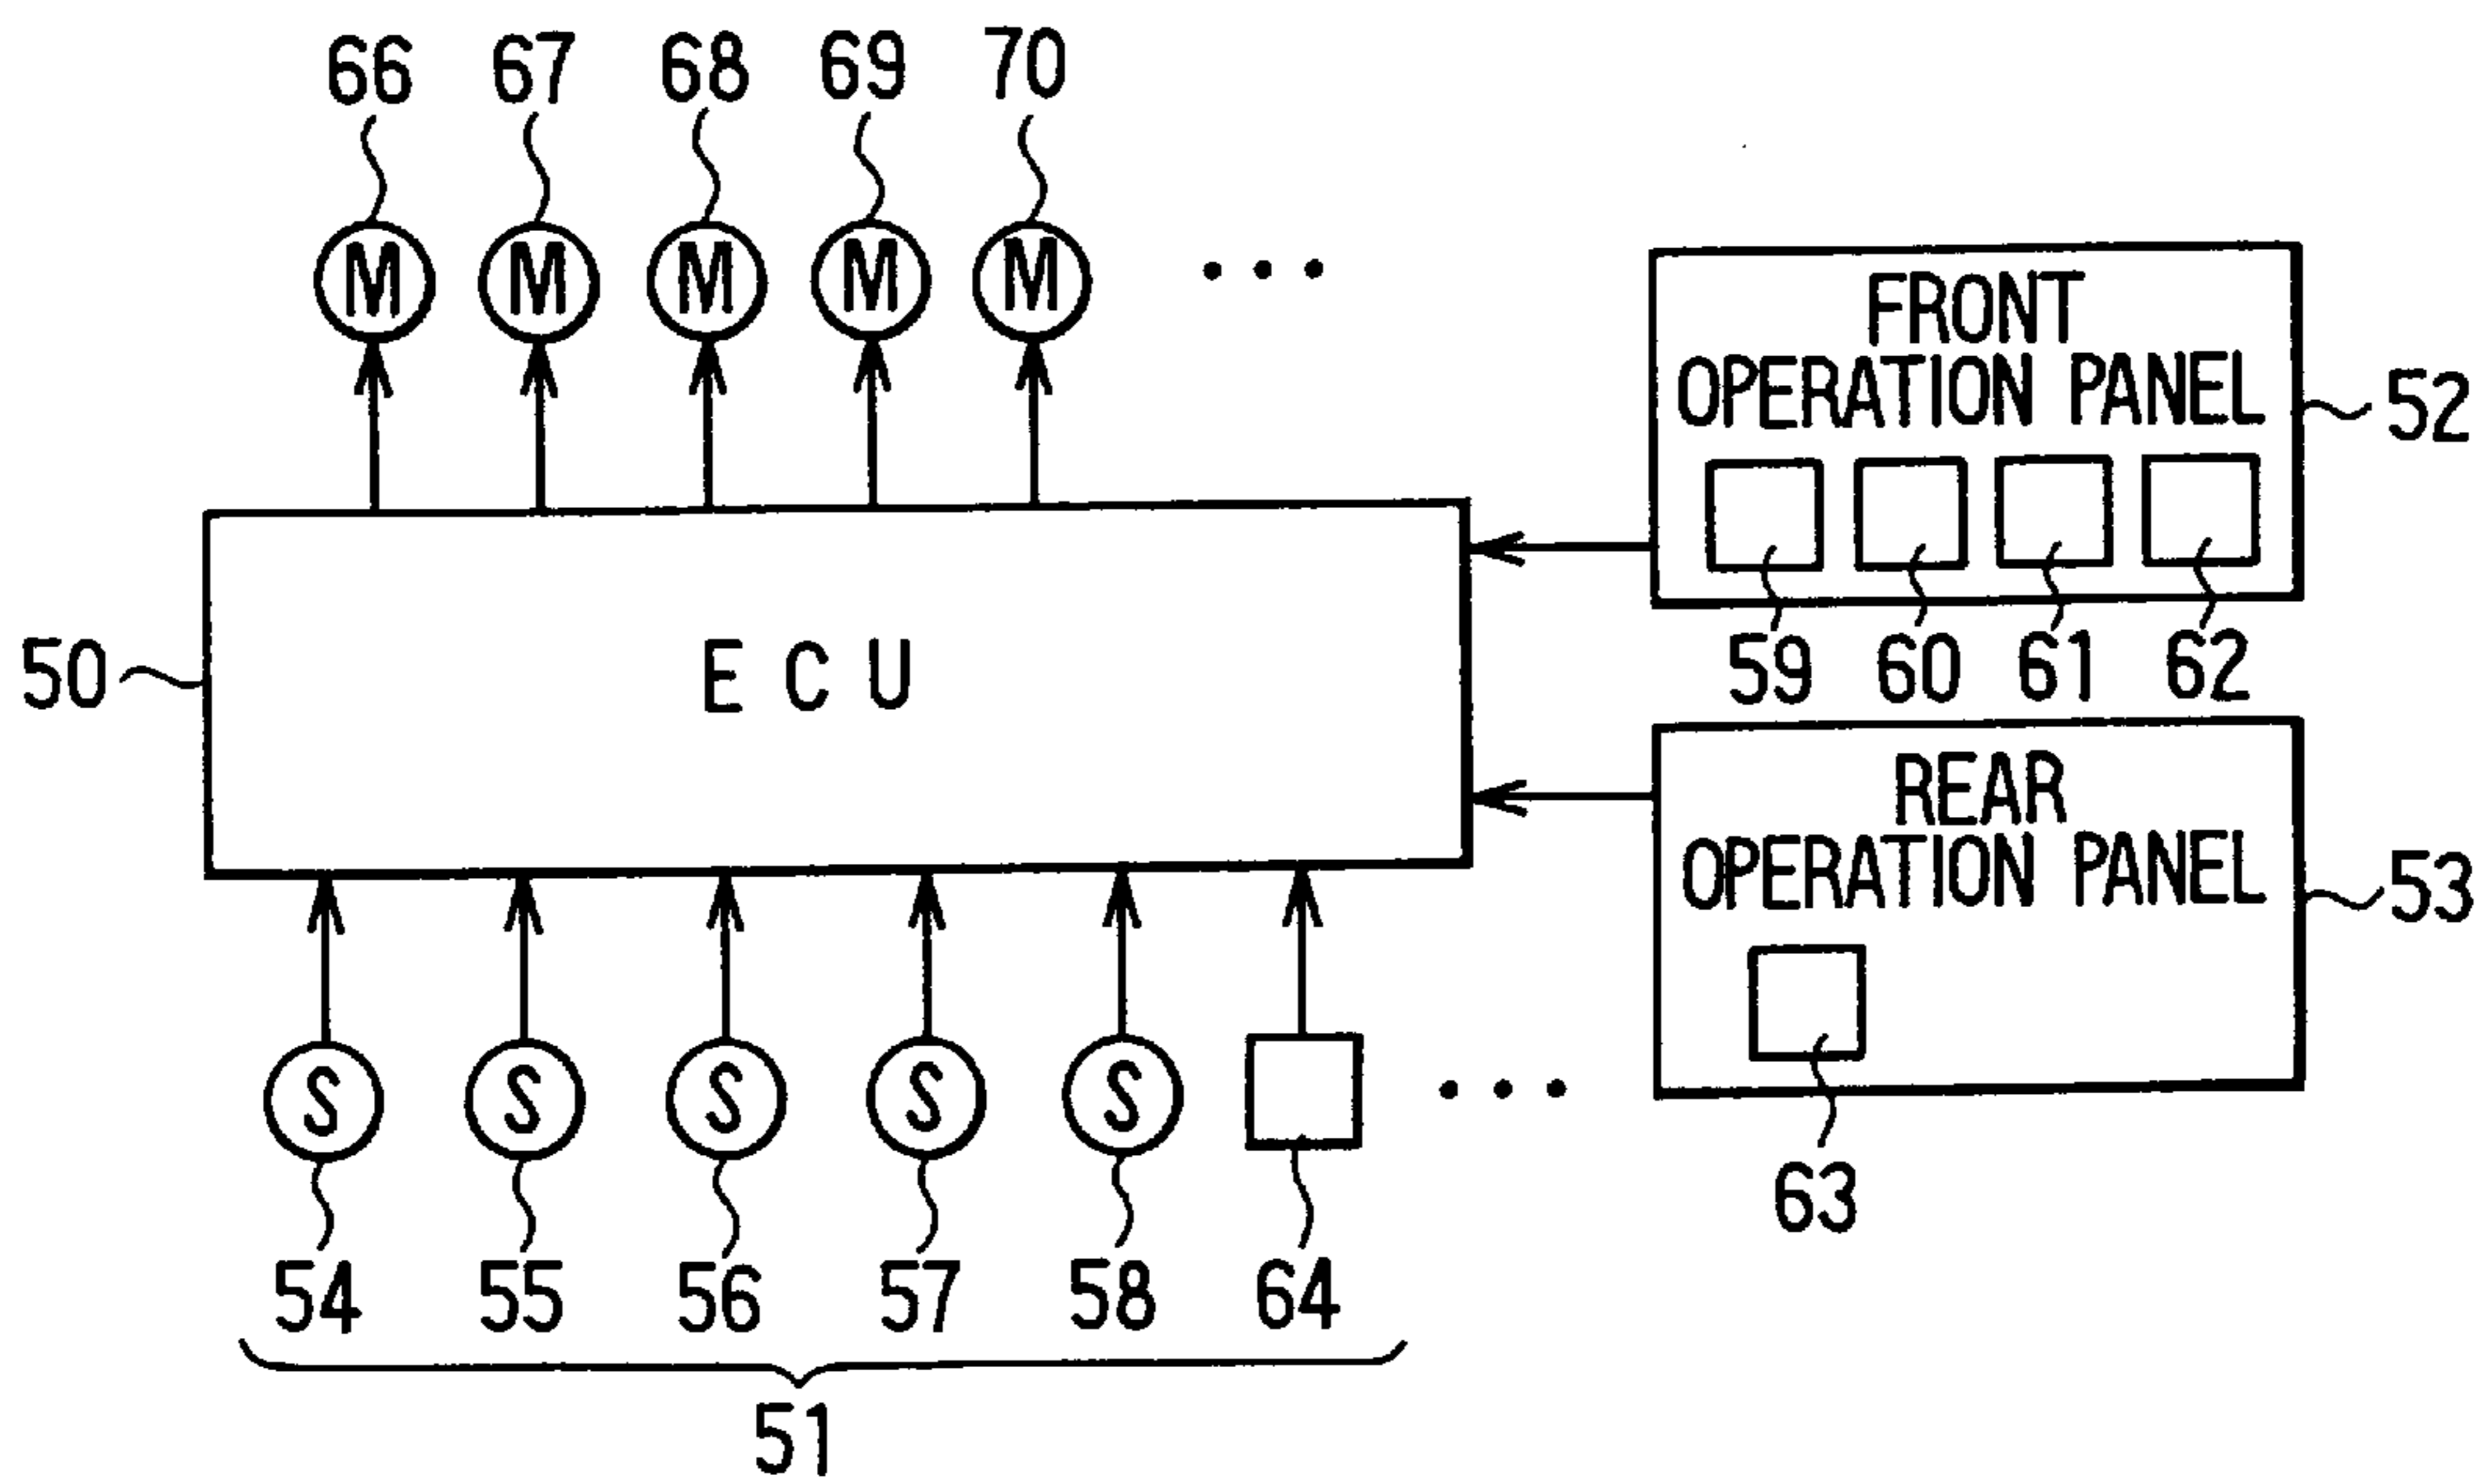 66 67 68 69 70
M M M M M
FRONT
OPERATION PANEL
52
59 60 61 62
50
ECU
REAR
OPERATION PANEL
53
63
S S S S S
54 55 56 57 58 64
51